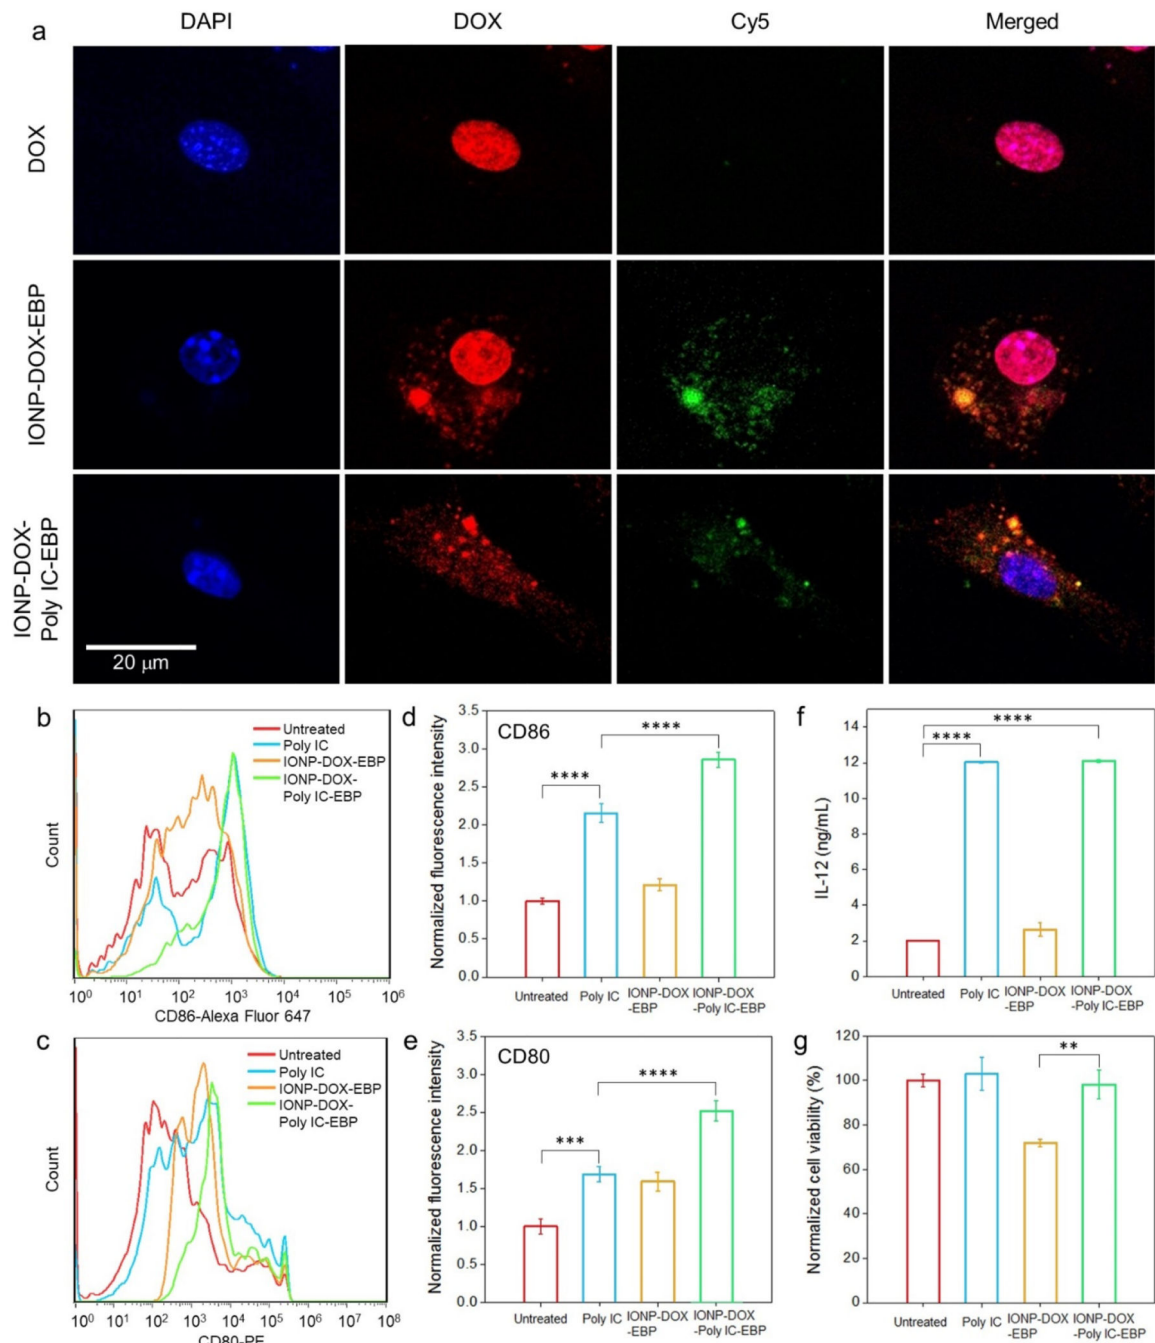 a
DAPI
DOX
Cy5
Merged
DOX
IONP-DOX-EBP
IONP-DOX-
Poly IC-EBP
20 μm
b
Untreated
Poly IC
IONP-DOX-EBP
IONP-DOX-
Poly IC-EBP
Count
10⁰ 10¹ 10² 10³ 10⁴ 10⁵ 10⁶
CD86-Alexa Fluor 647
c
Untreated
Poly IC
IONP-DOX-EBP
IONP-DOX-
Poly IC-EBP
Count
10⁰ 10¹ 10² 10³ 10⁴ 10⁵ 10⁶ 10⁷ 10⁸
CD80-PE
d
CD86
Normalized fluorescence intensity
3.5
3.0
2.5
2.0
1.5
1.0
0.5
0.0
****
****
Untreated Poly IC IONP-DOX IONP-DOX
-EBP -Poly IC-EBP
e
CD80
Normalized fluorescence intensity
3.5
3.0
2.5
2.0
1.5
1.0
0.5
0.0
****
***
Untreated Poly IC IONP-DOX IONP-DOX
-EBP -Poly IC-EBP
f
IL-12 (ng/mL)
14
12
10
8
6
4
2
0
****
****
Untreated Poly IC IONP-DOX IONP-DOX
-EBP -Poly IC-EBP
g
Normalized cell viability (%)
120
100
80
60
40
20
0
**
Untreated Poly IC IONP-DOX IONP-DOX
-EBP -Poly IC-EBP